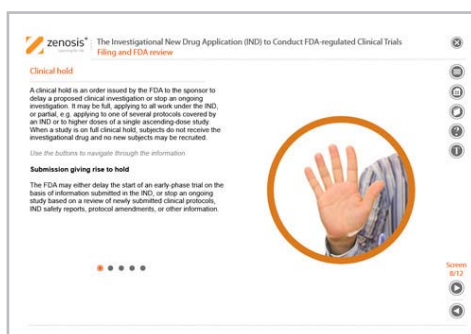 zenosis®
The Investigational New Drug Application (IND) to Conduct FDA-regulated Clinical Trials
Filing and FDA review
Clinical hold
A clinical hold is an order issued by the FDA to the sponsor to
delay a proposed clinical investigation or stop an ongoing
investigation. It may be full, applying to all work under the IND,
or partial, e.g. applying to one of several protocols covered by
an IND or to higher doses of a single ascending-dose study.
When a study is on full clinical hold, subjects do not receive the
investigational drug and no new subjects may be recruited.
Use the buttons to navigate through the information
Submission giving rise to hold
The FDA may either delay the start of an early-phase trial on the
basis of information submitted in the IND, or stop an ongoing
study based on a review of newly submitted clinical protocols,
IND safety reports, protocol amendments, or other information.
Screen
8/12